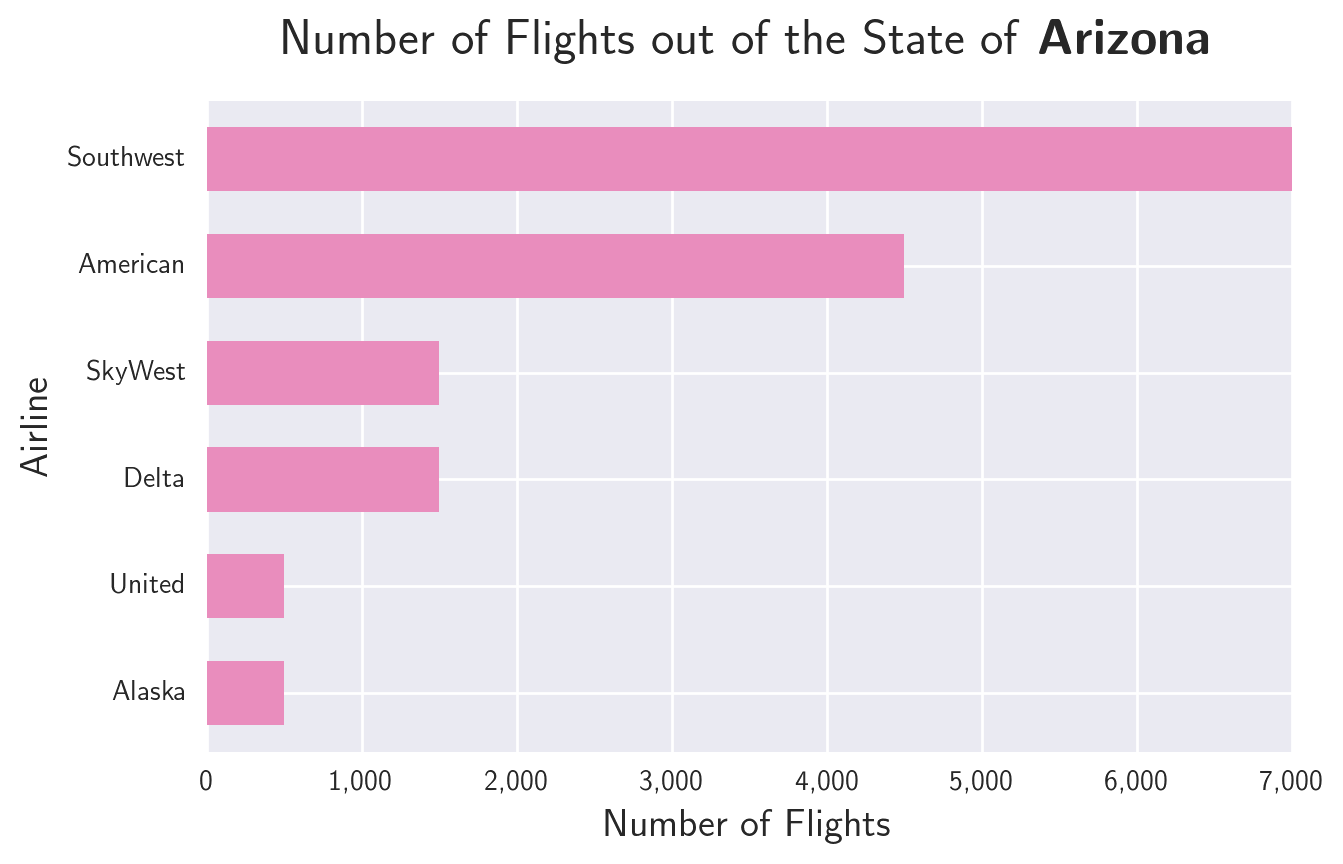 Number of Flights out of the State of Arizona
Southwest
American
SkyWest
Delta
United
Alaska
Airline
0 1,000 2,000 3,000 4,000 5,000 6,000 7,000
Number of Flights